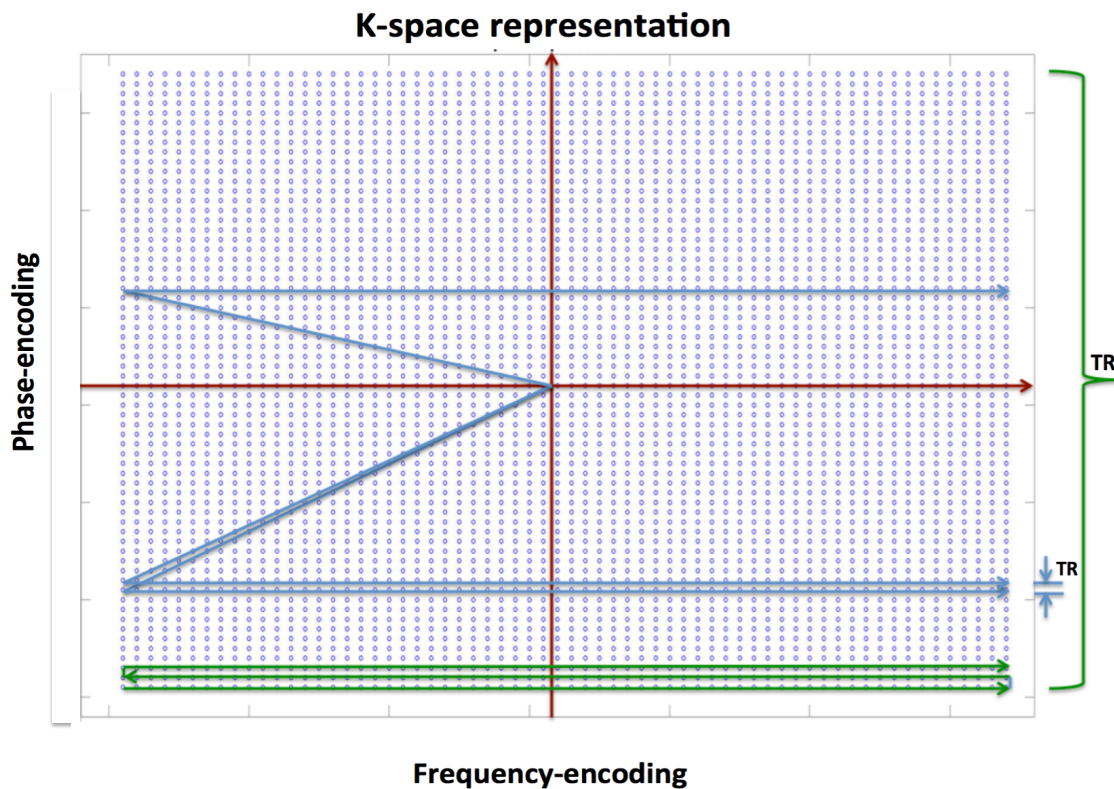 K-space representation
Phase-encoding
TR
TR
Frequency-encoding